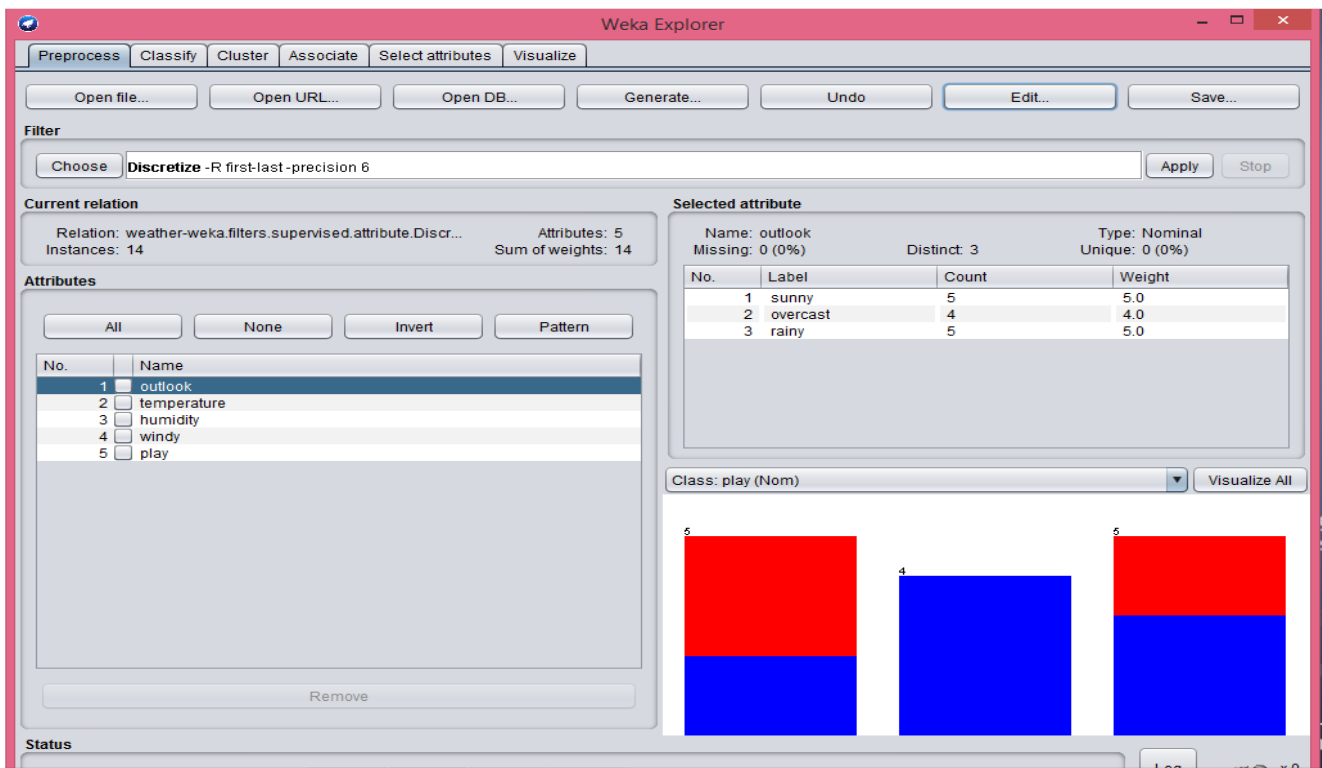 Weka Explorer
Preprocess Classify Cluster Associate Select attributes Visualize
Open file... Open URL... Open DB... Generate... Undo Edit... Save...
Filter
Choose Discretize -R first-last -precision 6 Apply Stop
Current relation
Relation: weather-weka.filters.supervised.attribute.Discr... Attributes: 5
Instances: 14 Sum of weights: 14
Attributes
All None Invert Pattern
No. Name
1 outlook
2 temperature
3 humidity
4 windy
5 play
Remove
Selected attribute
Name: outlook Type: Nominal
Missing: 0 (0%) Distinct: 3 Unique: 0 (0%)
No. Label Count Weight
1 sunny 5 5.0
2 overcast 4 4.0
3 rainy 5 5.0
Class: play (Nom) Visualize All
5 5
4
Status
Log x 0